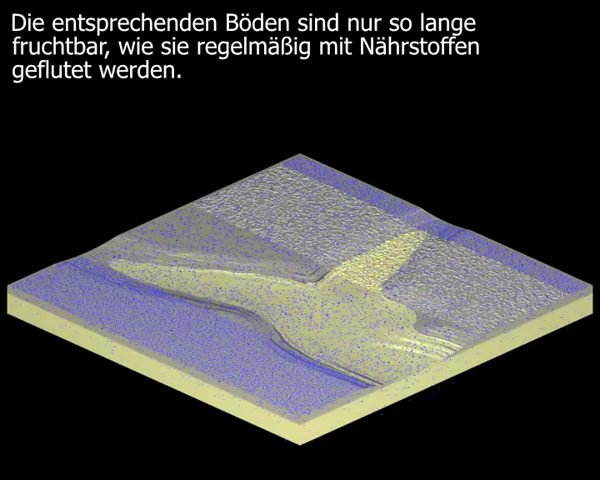 Die entsprechenden Böden sind nur so lange
fruchtbar, wie sie regelmäßig mit Nährstoffen
geflutet werden.